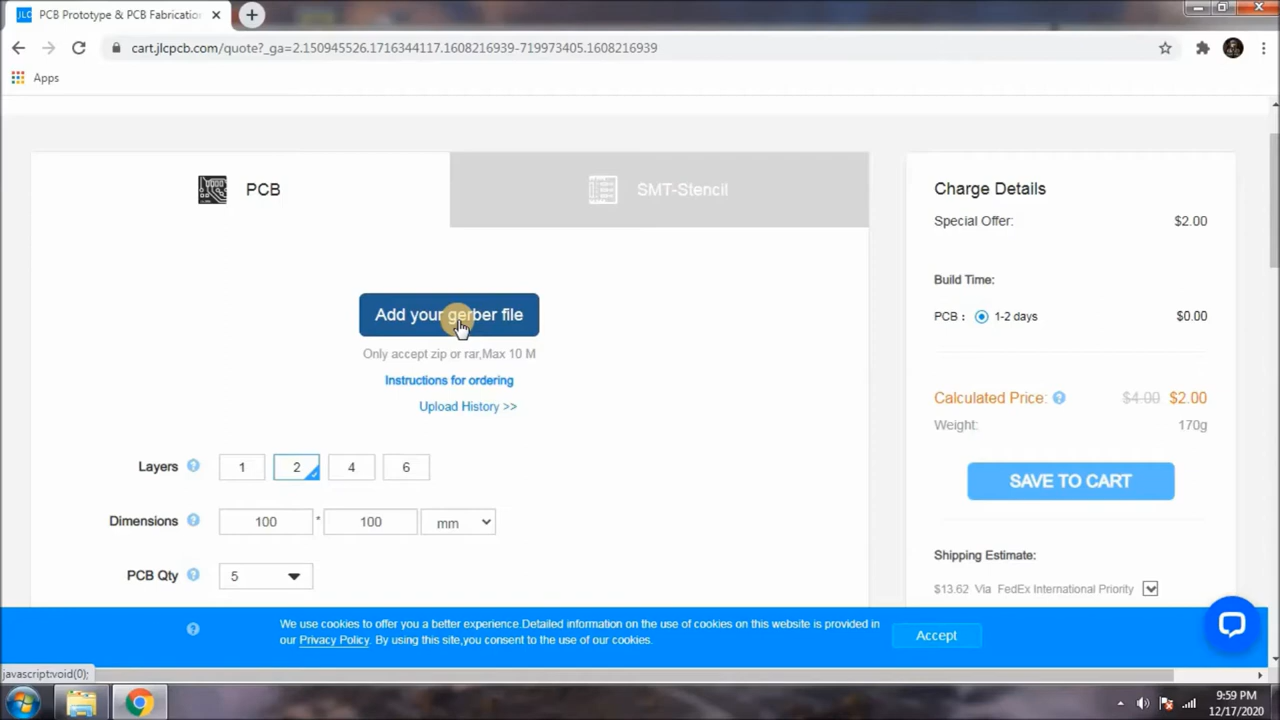 JLC PCB Prototype & PCB Fabrication
cart.jlcpcb.com/quote?_ga=2.150945526.1716344117.1608216939-719973405.1608216939
Apps
PCB
SMT-Stencil
Add your gerber file
Only accept zip or rar,Max 10 M
Instructions for ordering
Upload History >>
Layers ? 1 2 4 6
Dimensions ? 100 * 100 mm
PCB Qty ? 5
Charge Details
Special Offer: $2.00
Build Time:
PCB : 1-2 days $0.00
Calculated Price: ? $4.00 $2.00
Weight: 170g
SAVE TO CART
Shipping Estimate:
$13.62 Via FedEx International Priority
?
We use cookies to offer you a better experience.Detailed information on the use of cookies on this website is provided in
our Privacy Policy. By using this site,you consent to the use of our cookies.
Accept
javascript:void(0);
9:59 PM
12/17/2020